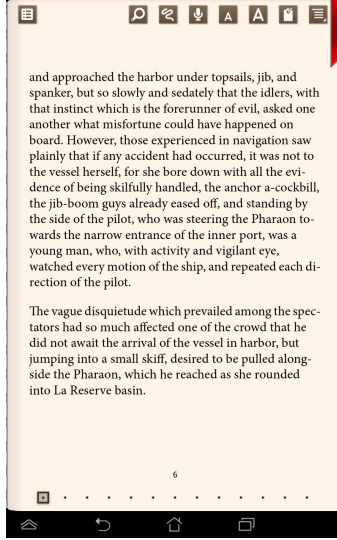 A
A
and approached the harbor under topsails, jib, and
spanker, but so slowly and sedately that the idlers, with
that instinct which is the forerunner of evil, asked one
another what misfortune could have happened on
board. However, those experienced in navigation saw
plainly that if any accident had occurred, it was not to
the vessel herself, for she bore down with all the evi-
dence of being skilfully handled, the anchor a-cockbill,
the jib-boom guys already eased off, and standing by
the side of the pilot, who was steering the Pharaon to-
wards the narrow entrance of the inner port, was a
young man, who, with activity and vigilant eye,
watched every motion of the ship, and repeated each di-
rection of the pilot.
The vague disquietude which prevailed among the spec-
tators had so much affected one of the crowd that he
did not await the arrival of the vessel in harbor, but
jumping into a small skiff, desired to be pulled along-
side the Pharaon, which he reached as she rounded
into La Reserve basin.
6